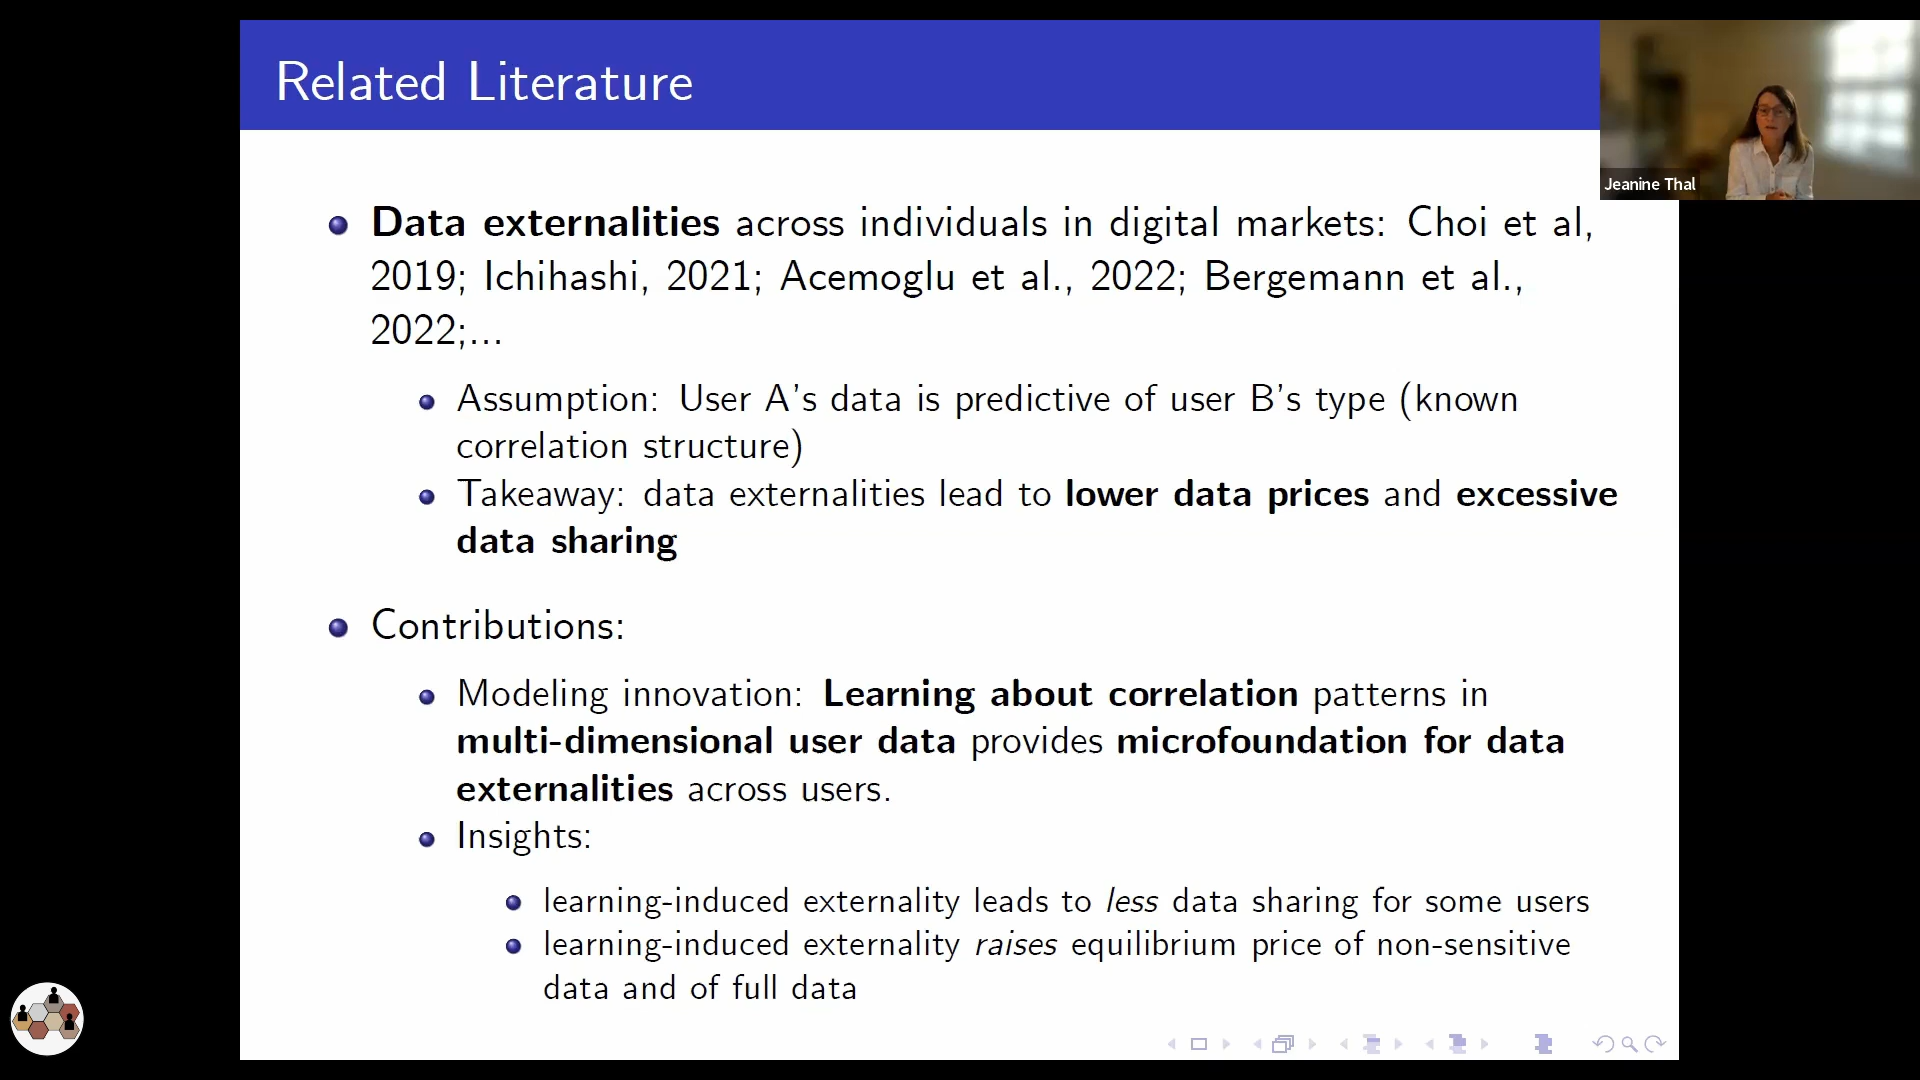 Related Literature
Jeanine Thal
Data externalities across individuals in digital markets: Choi et al,
2019; Ichihashi, 2021; Acemoglu et al., 2022; Bergemann et al.,
2022;...
Assumption: User A's data is predictive of user B's type (known
correlation structure)
Takeaway: data externalities lead to lower data prices and excessive
data sharing
Contributions:
Modeling innovation: Learning about correlation patterns in
multi-dimensional user data provides microfoundation for data
externalities across users.
Insights:
learning-induced externality leads to less data sharing for some users
learning-induced externality raises equilibrium price of non-sensitive
data and of full data